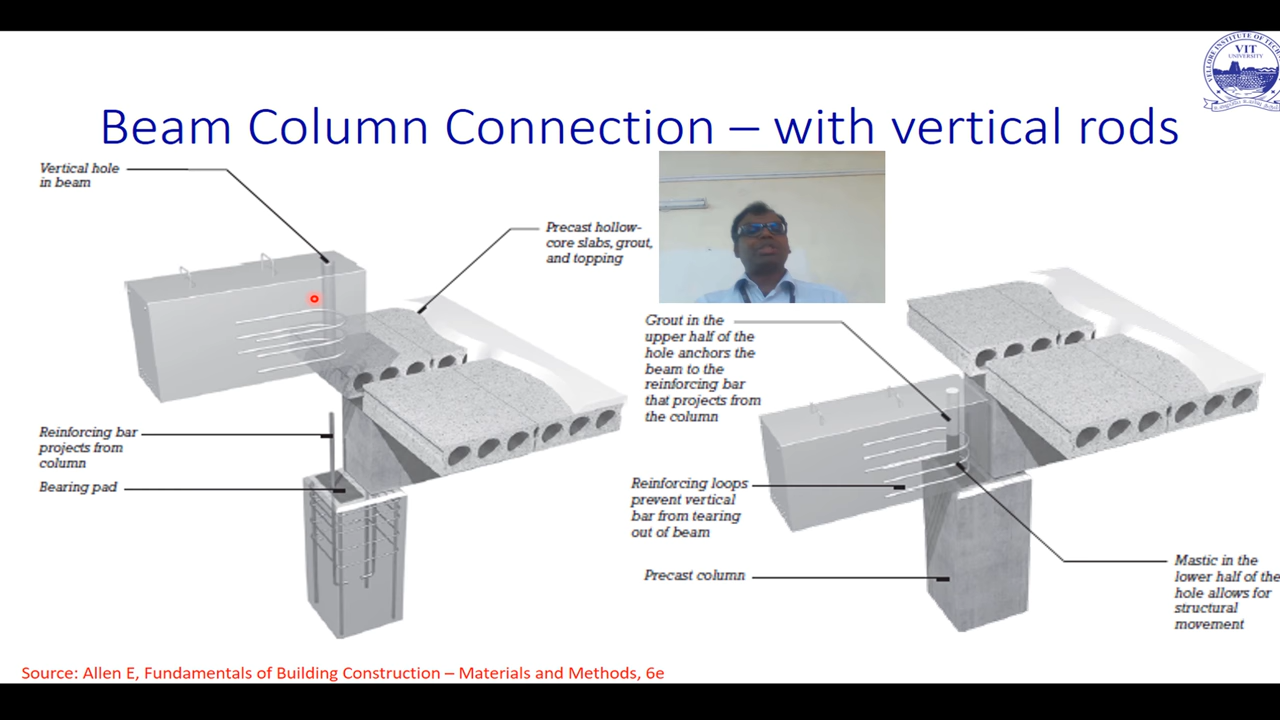 VIT
UNIVERSITY
Beam Column Connection – with vertical rods
Vertical hole
in beam
Precast hollow-
core slabs, grout,
and topping
Reinforcing bar
projects from
column
Bearing pad
Grout in the
upper half of the
hole anchors the
beam to the
reinforcing bar
that projects from
the column
Reinforcing loops
prevent vertical
bar from tearing
out of beam
Precast column
Mastic in the
lower half of the
hole allows for
structural
movement
Source: Allen E, Fundamentals of Building Construction – Materials and Methods, 6e